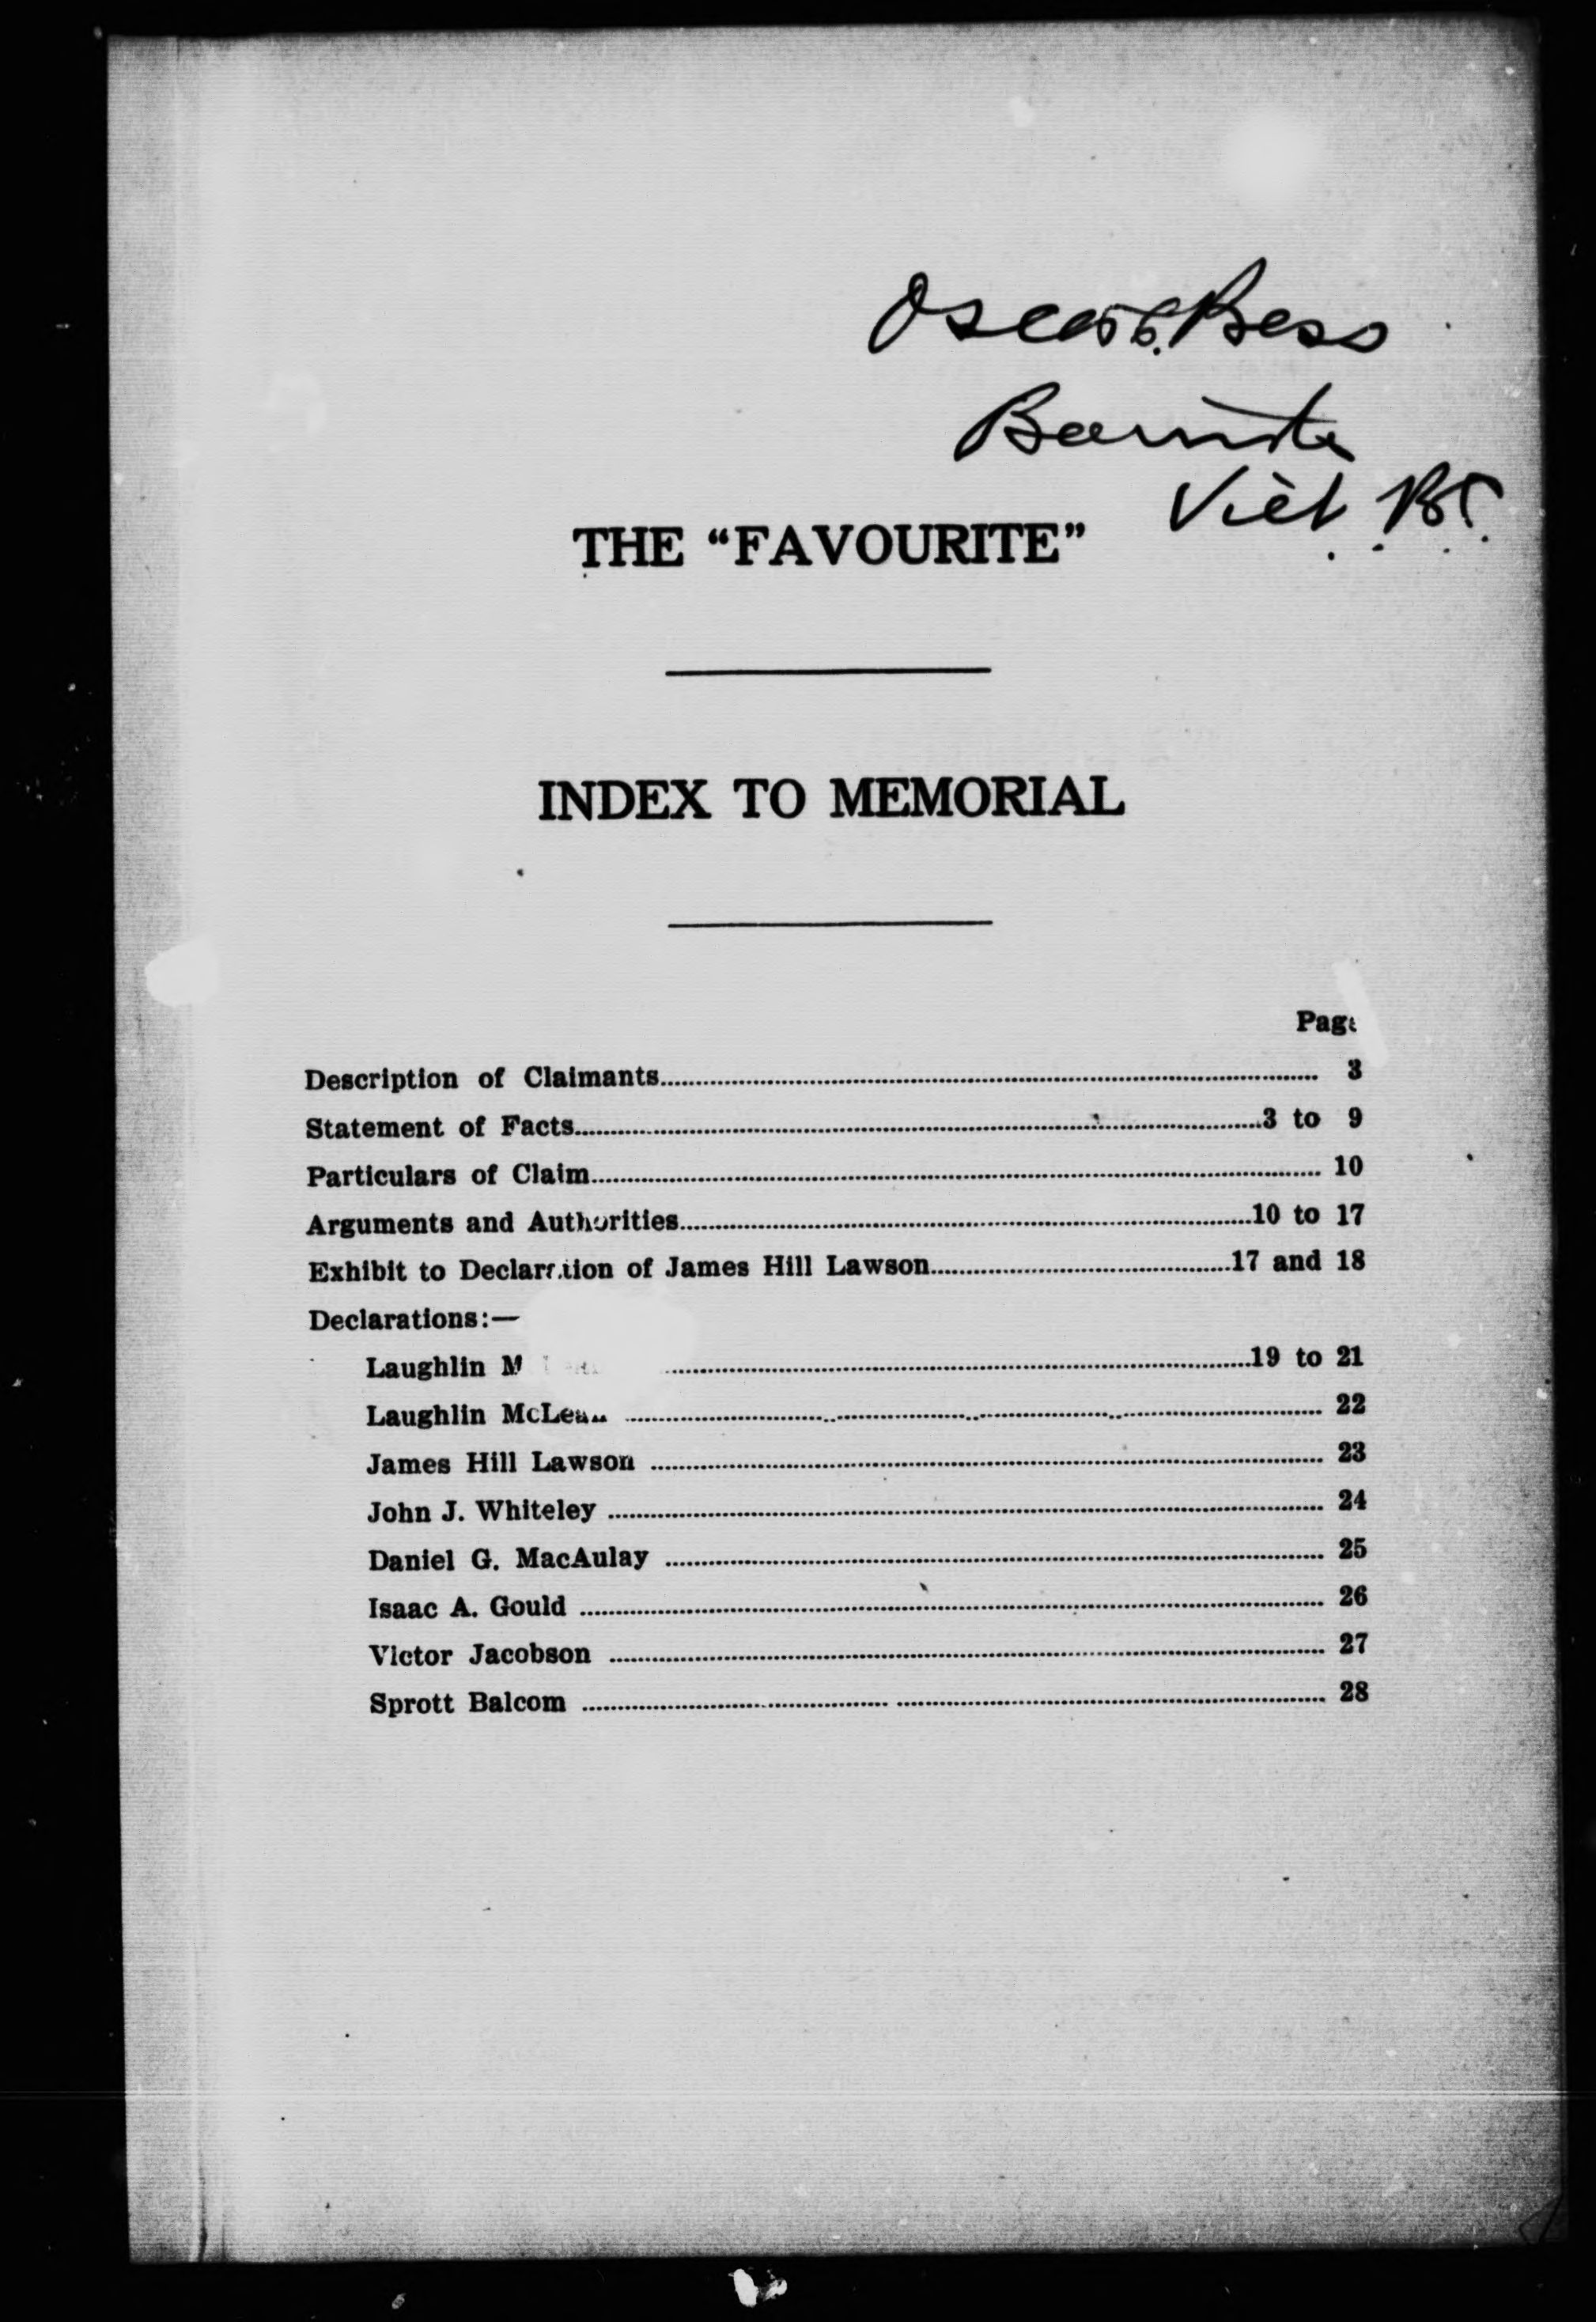 Oscar C. Bass
Barrister
Vict. B.C.
THE “FAVOURITE”
INDEX TO MEMORIAL
Page
Description of Claimants 3
Statement of Facts 3 to 9
Particulars of Claim 10
Arguments and Authorities 10 to 17
Exhibit to Declaration of James Hill Lawson 17 and 18
Declarations:—
Laughlin 19 to 21
Laughlin McLean 22
James Hill Lawson 23
John J. Whiteley 24
Daniel G. MacAulay 25
Isaac A. Gould 26
Victor Jacobson 27
Sprott Balcom 28